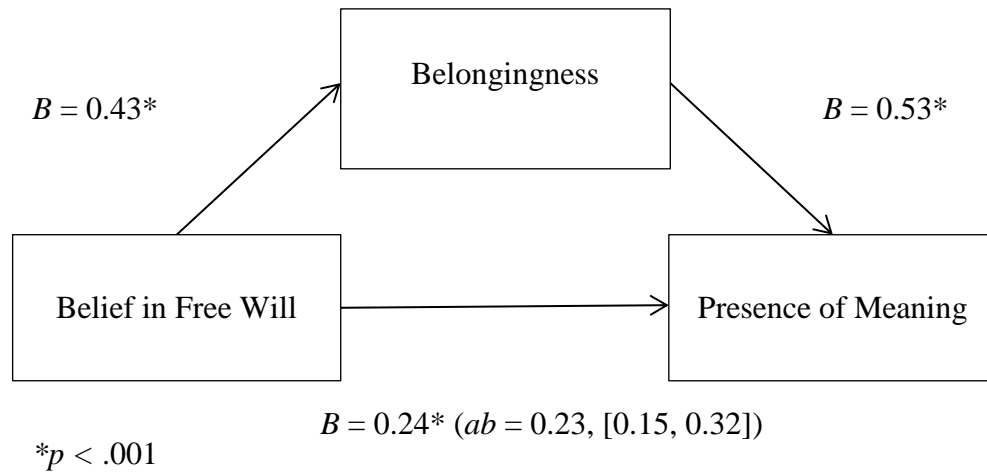 Belongingness
B = 0.43*
B = 0.53*
Belief in Free Will
Presence of Meaning
B = 0.24* (ab = 0.23, [0.15, 0.32])
*p < .001